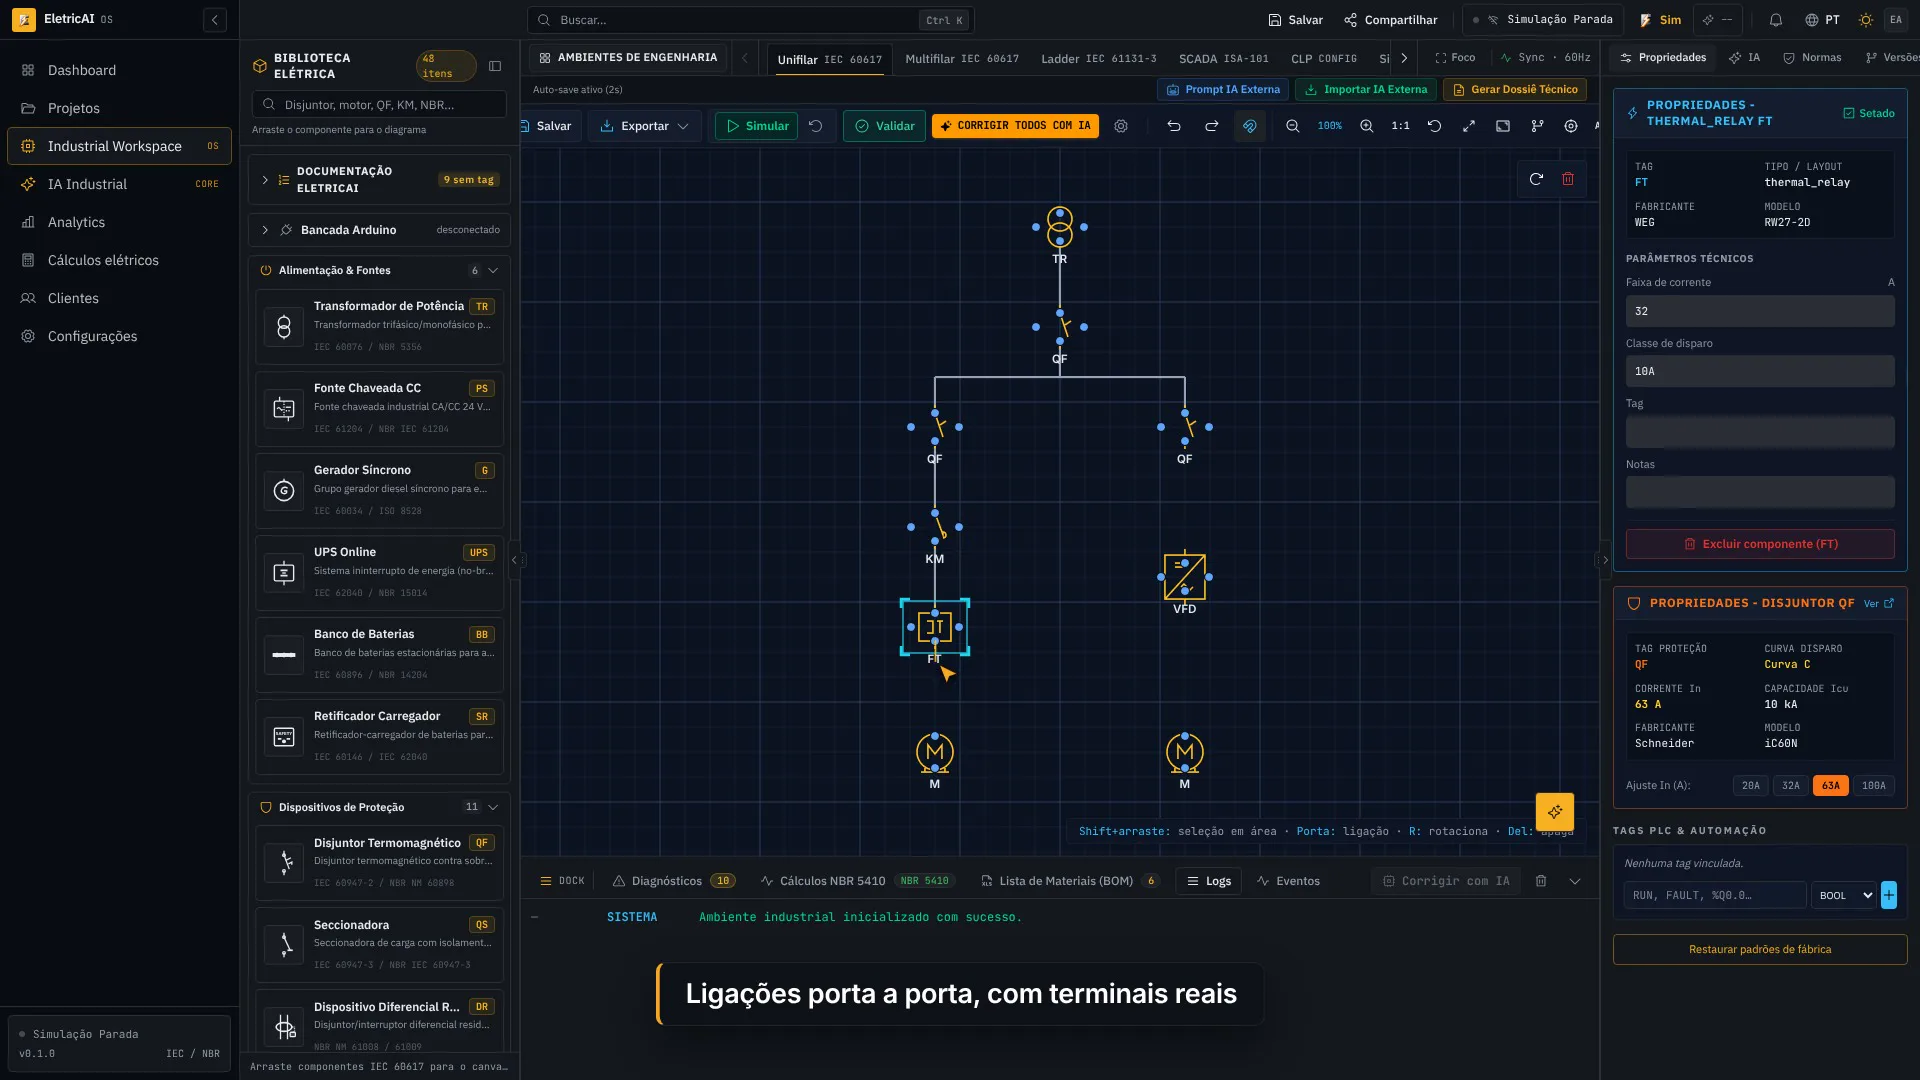 EletricAI OS
Buscar...
Ctrl K
Salvar
Compartilhar
Simulação Parada
Sim
--
PT
EA
Dashboard
Projetos
Industrial Workspace OS
IA Industrial CORE
Analytics
Cálculos elétricos
Clientes
Configurações
Simulação Parada
v0.1.0 IEC / NBR
BIBLIOTECA
ELÉTRICA
48
itens
Disjuntor, motor, QF, KM, NBR...
Arraste o componente para o diagrama
DOCUMENTAÇÃO
ELETRICAI
9 sem tag
Bancada Arduino desconectado
Alimentação & Fontes 6
Transformador de Potência TR
Transformador trifásico/monofásico p...
IEC 60076 / NBR 5356
Fonte Chaveada CC PS
Fonte chaveada industrial CA/CC 24 V...
IEC 61204 / NBR IEC 61204
Gerador Síncrono G
Grupo gerador diesel síncrono para e...
IEC 60034 / ISO 8528
UPS Online UPS
Sistema ininterrupto de energia (no-br...
IEC 62040 / NBR 15014
Banco de Baterias BB
Banco de baterias estacionárias para a...
IEC 60896 / NBR 14204
Retificador Carregador SR
Retificador-carregador de baterias par...
IEC 60146 / IEC 62040
Dispositivos de Proteção 11
Disjuntor Termomagnético QF
Disjuntor termomagnético contra sobr...
IEC 60947-2 / NBR NM 60898
Seccionadora QS
Seccionadora de carga com isolament...
IEC 60947-3 / NBR IEC 60947-3
Dispositivo Diferencial R... DR
Disjuntor/interruptor diferencial resid...
NBR NM 61008 / 61009
Arraste componentes IEC 60617 para o canva…
AMBIENTES DE ENGENHARIA
Unifilar IEC 60617
Multifilar IEC 60617
Ladder IEC 61131-3
SCADA ISA-101
CLP CONFIG
Si
Foco
Sync · 60Hz
Auto-save ativo (2s)
Prompt IA Externa
Importar IA Externa
Gerar Dossiê Técnico
Salvar
Exportar
Simular
Validar
CORRIGIR TODOS COM IA
100%
1:1
TR
QF
QF
QF
KM
VFD
FT
M
M
Shift+arraste: seleção em área · Porta: ligação · R: rotaciona · Del: apaga
DOCK
Diagnósticos 10
Cálculos NBR 5410 NBR 5410
Lista de Materiais (BOM) 6
Logs
Eventos
Corrigir com IA
— SISTEMA Ambiente industrial inicializado com sucesso.
Ligações porta a porta, com terminais reais
Propriedades
IA
Normas
Versões
PROPRIEDADES -
THERMAL_RELAY FT
Setado
TAG TIPO / LAYOUT
FT thermal_relay
FABRICANTE MODELO
WEG RW27-2D
PARÂMETROS TÉCNICOS
Faixa de corrente A
32
Classe de disparo
10A
Tag
Notas
Excluir componente (FT)
PROPRIEDADES - DISJUNTOR QF Ver
TAG PROTEÇÃO CURVA DISPARO
QF Curva C
CORRENTE In CAPACIDADE Icu
63 A 10 kA
FABRICANTE MODELO
Schneider iC60N
Ajuste In (A): 20A 32A 63A 100A
TAGS PLC & AUTOMAÇÃO
Nenhuma tag vinculada.
RUN, FAULT, %Q0.0… BOOL +
Restaurar padrões de fábrica